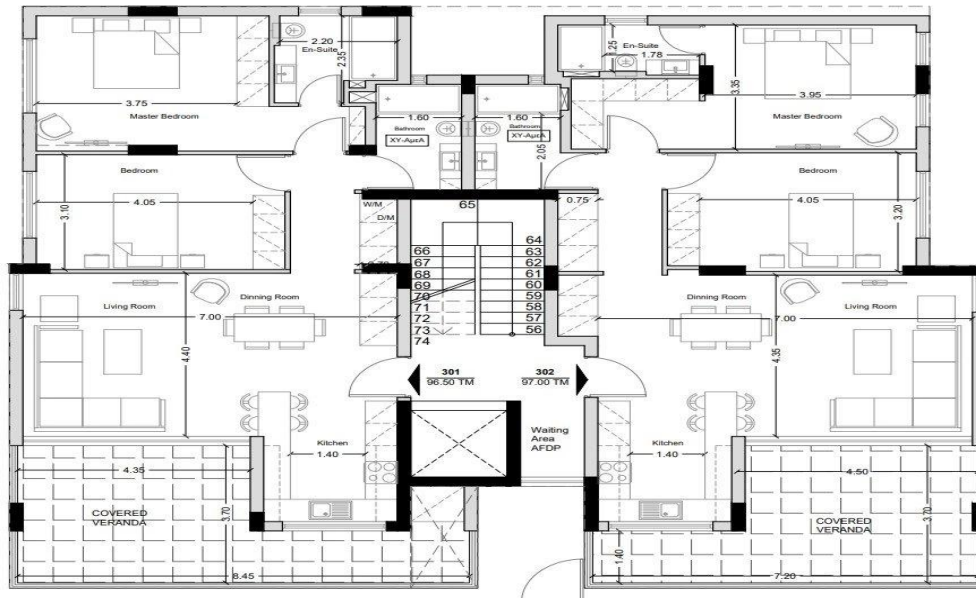 2.20
En-Suite
2.35
3.75
Master Bedroom
1.60
Bathroom
ΧΥ-ΑμεΑ
1.60
Bathroom
ΧΥ-ΑμεΑ
2.05
1.25
En-Suite
1.78
3.35
3.95
Master Bedroom
Bedroom
4.05
3.10
W/M
D/M
65
0.75
Bedroom
4.05
3.20
66
67
68
69
70
71
72
73
74
64
63
62
61
60
59
58
57
56
Living Room
Dinning Room
7.00
4.40
Dinning Room
Living Room
7.00
4.35
301
96.50 TM
302
97.00 TM
Waiting
Area
AFDP
Kitchen
1.40
Kitchen
1.40
4.35
3.70
COVERED
VERANDA
8.45
4.50
3.70
COVERED
VERANDA
1.40
7.20